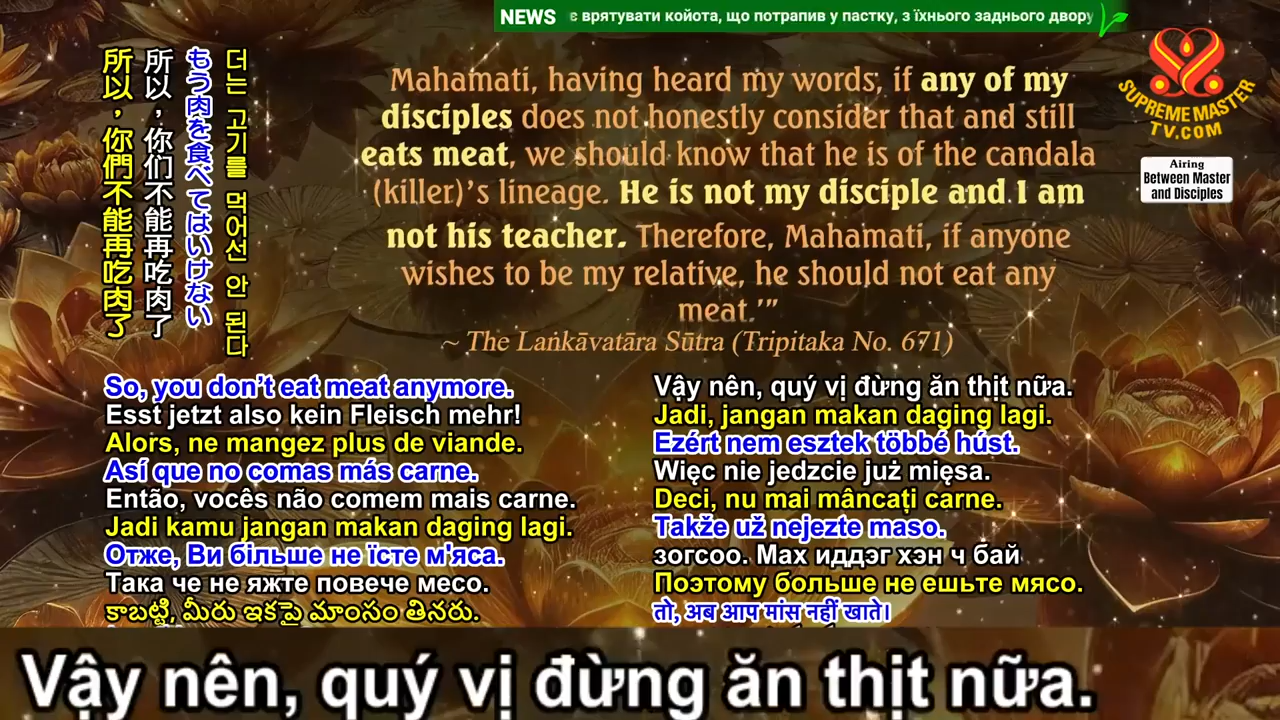 NEWS є врятувати койота, що потрапив у пастку, з їхнього заднього двору
SUPREME MASTER
TV.COM
Airing
Between Master
and Disciples
所以，你們不能再吃肉了
所以，你们不能再吃肉了
もう肉を食べてはいけない
더는 고기를 먹어선 안 된다
Mahamati, having heard my words, if any of my
disciples does not honestly consider that and still
eats meat, we should know that he is of the candala
(killer)’s lineage. He is not my disciple and I am
not his teacher. Therefore, Mahamati, if anyone
wishes to be my relative, he should not eat any
meat.’”
~ The Laṅkāvatāra Sūtra (Tripitaka No. 671)
So, you don’t eat meat anymore.
Esst jetzt also kein Fleisch mehr!
Alors, ne mangez plus de viande.
Así que no comas más carne.
Então, vocês não comem mais carne.
Jadi kamu jangan makan daging lagi.
Отже, Ви більше не їсте м'яса.
Така че не яжте повече месо.
కాబట్టి, మీరు ఇకపై మాంసం తినరు.
Vậy nên, quý vị đừng ăn thịt nữa.
Jadi, jangan makan daging lagi.
Ezért nem esztek többé húst.
Więc nie jedzcie już mięsa.
Deci, nu mai mâncați carne.
Takže už nejezte maso.
зогсоо. Мах иддэг хэн ч бай
Поэтому больше не ешьте мясо.
तो, अब आप मांस नहीं खाते।
Vậy nên, quý vị đừng ăn thịt nữa.